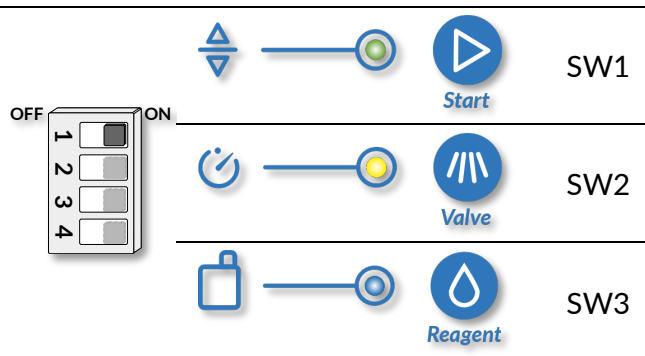 SW1
Start
OFF
ON
1
2
3
4
SW2
Valve
SW3
Reagent